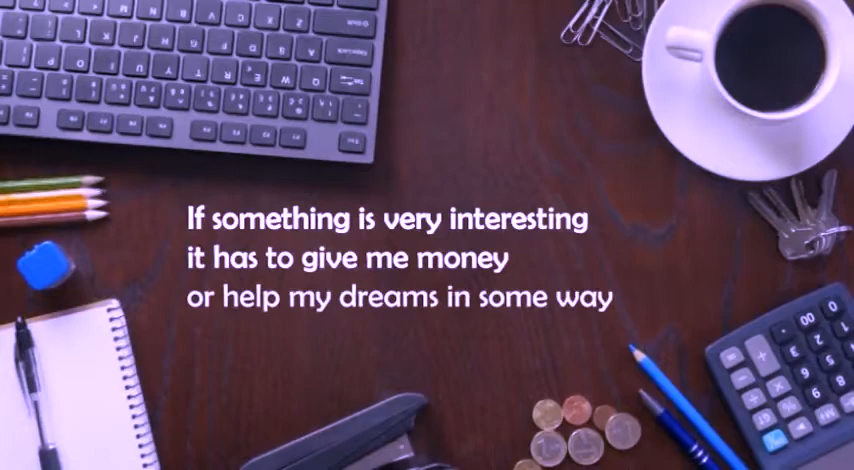 If something is very interesting
it has to give me money
or help my dreams in some way